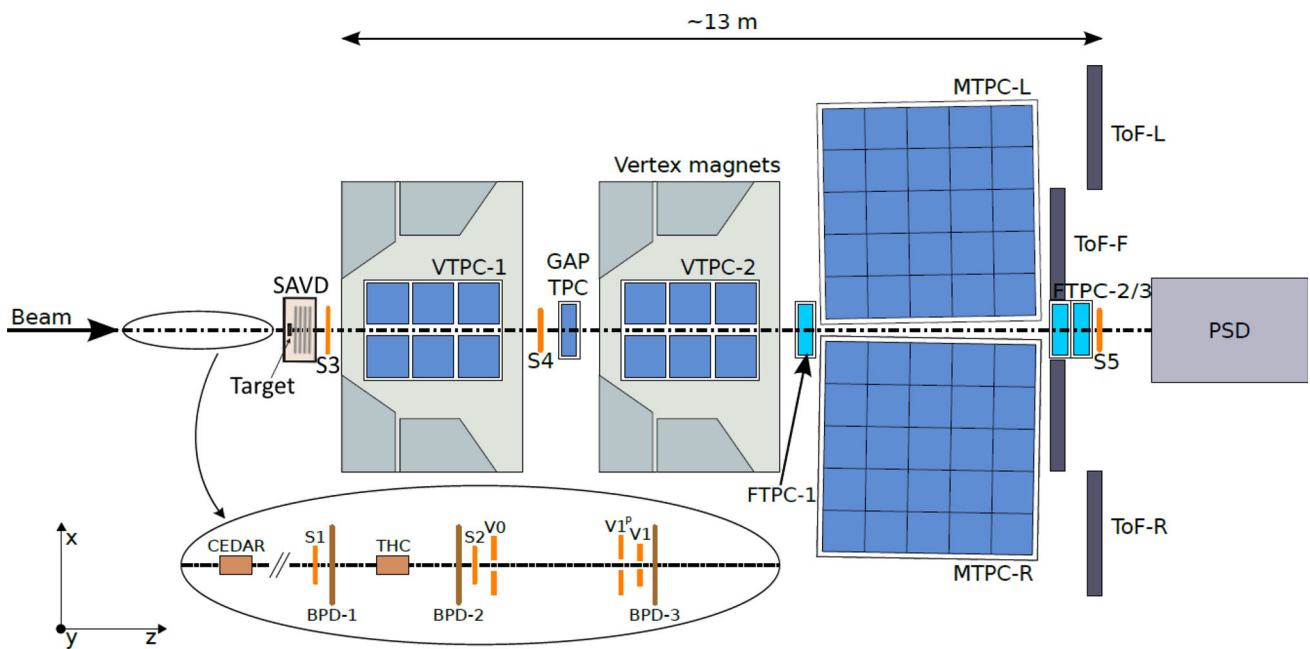 ~13 m
MTPC-L
ToF-L
Vertex magnets
ToF-F
VTPC-1
GAP
TPC
VTPC-2
SAVD
FTPC-2/3
Beam
PSD
Target
S3
S4
S5
FTPC-1
ToF-R
MTPC-R
x
y
z
CEDAR
S1
THC
S2
V0
V1ᵖ
V1
BPD-1
BPD-2
BPD-3